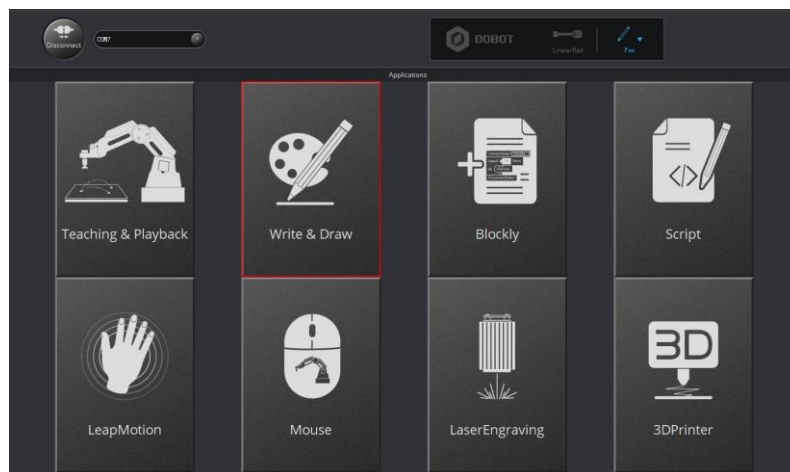 Disconnect
COM7
DOBOT
LinearRail
Pen
Applications
Teaching & Playback
Write & Draw
Blockly
Script
LeapMotion
Mouse
LaserEngraving
3D
3DPrinter